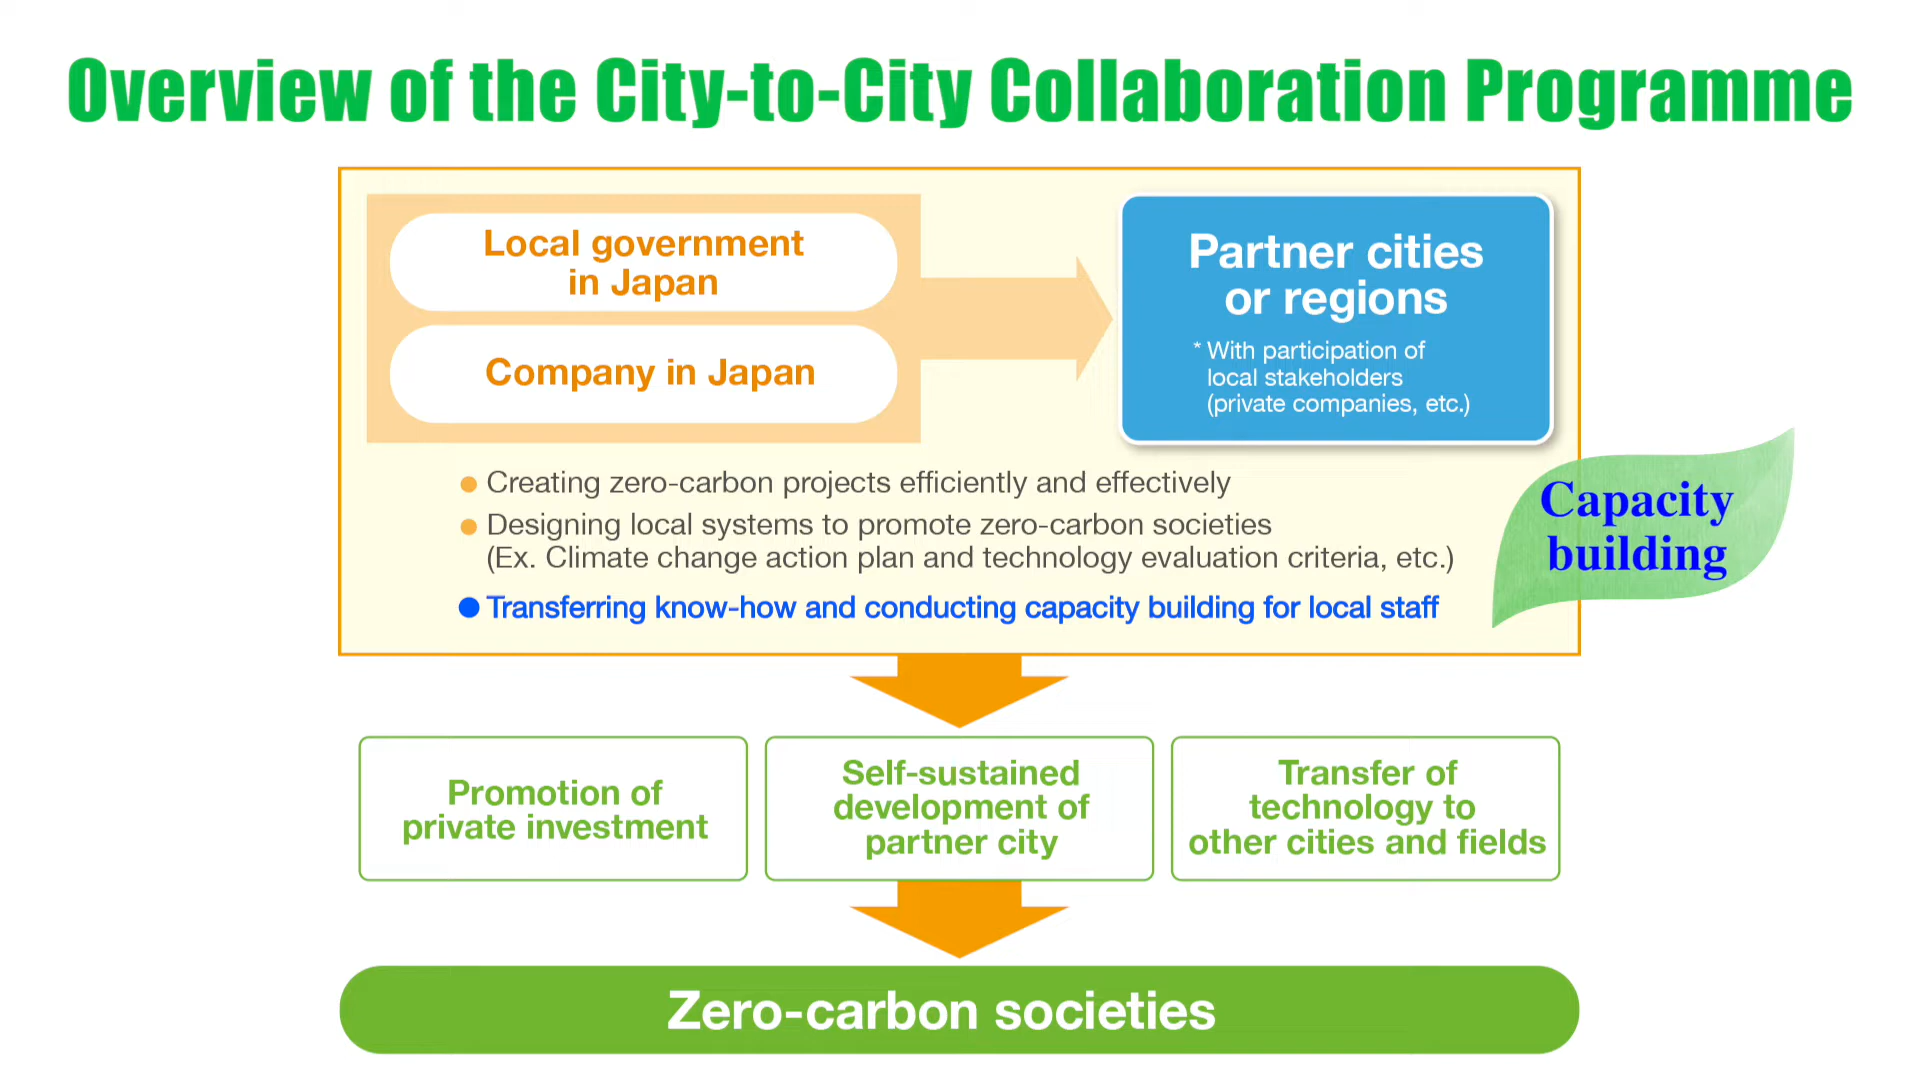 Overview of the City-to-City Collaboration Programme
Local government
in Japan
Company in Japan
Partner cities
or regions
* With participation of
local stakeholders
(private companies, etc.)
● Creating zero-carbon projects efficiently and effectively
● Designing local systems to promote zero-carbon societies
(Ex. Climate change action plan and technology evaluation criteria, etc.)
● Transferring know-how and conducting capacity building for local staff
Capacity
building
Promotion of
private investment
Self-sustained
development of
partner city
Transfer of
technology to
other cities and fields
Zero-carbon societies